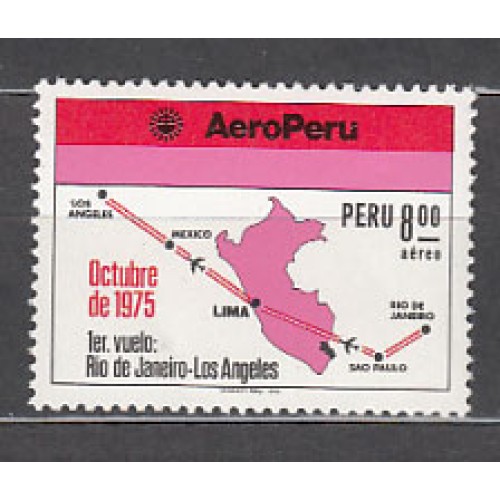 AeroPeru
LOS
ANGELES
MEXICO
PERU 8.00
aéreo
Octubre
de 1975
LIMA
RIO DE
JANEIRO
1er. vuelo:
Rio de Janeiro-Los Angeles
SAO PAULO